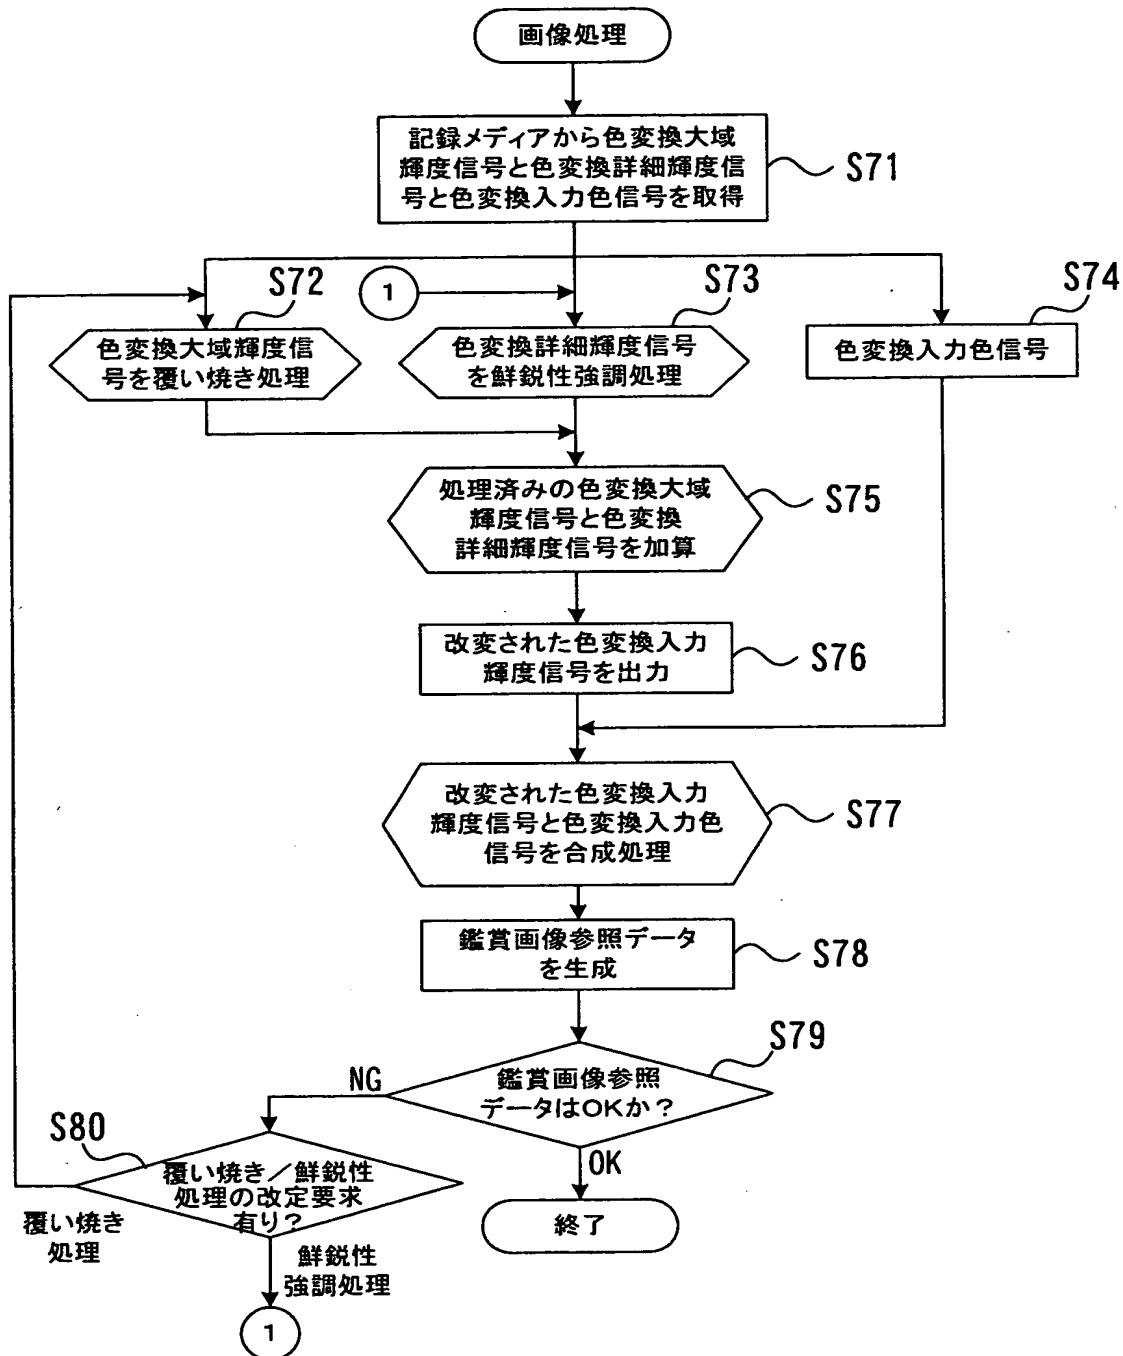 画像処理
記録メディアから色変換大域
輝度信号と色変換詳細輝度信
号と色変換入力色信号を取得
S71
S72
1
S73
S74
色変換大域輝度信
号を覆い焼き処理
色変換詳細輝度信号
を鮮鋭性強調処理
色変換入力色信号
処理済みの色変換大域
輝度信号と色変換
詳細輝度信号を加算
S75
改変された色変換入力
輝度信号を出力
S76
改変された色変換入力
輝度信号と色変換入力色
信号を合成処理
S77
鑑賞画像参照データ
を生成
S78
S79
鑑賞画像参照
データはOKか?
NG
OK
S80
覆い焼き/鮮鋭性
処理の改定要求
有り?
終了
覆い焼き
処理
鮮鋭性
強調処理
1